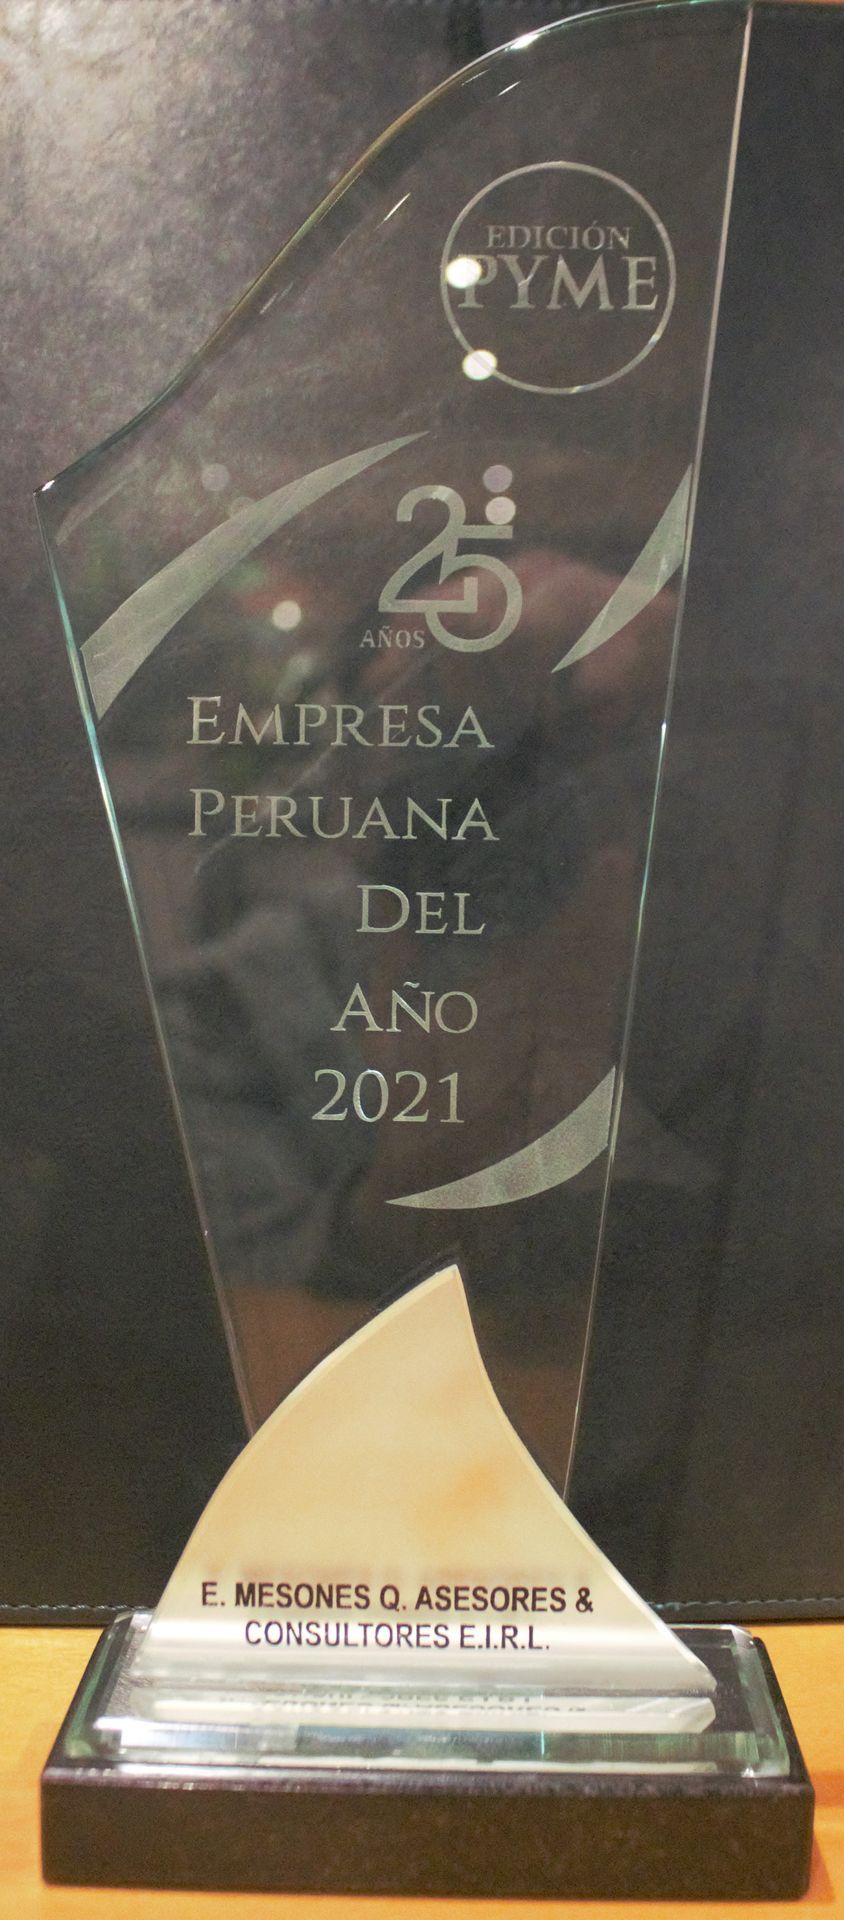 EDICIÓN
PYME
25
AÑOS
EMPRESA
PERUANA
DEL
AÑO
2021
E. MESONES Q. ASESORES &
CONSULTORES E.I.R.L.